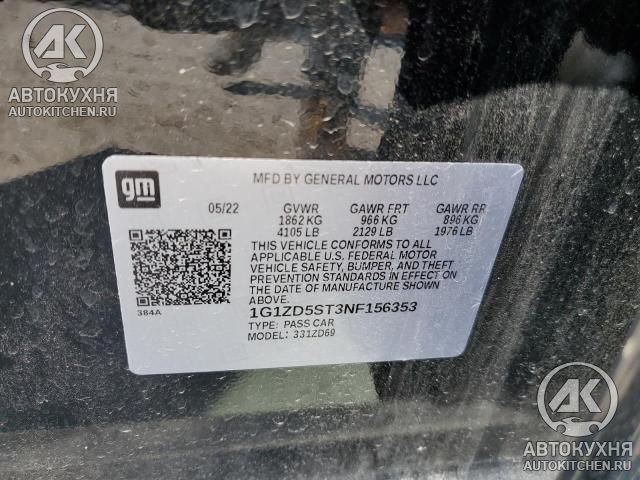 AK
АВТОКУХНЯ
AUTOKITCHEN.RU
gm
MFD BY GENERAL MOTORS LLC
05/22 GVWR GAWR FRT GAWR RR
1862 KG 966 KG 896 KG
4105 LB 2129 LB 1976 LB
THIS VEHICLE CONFORMS TO ALL
APPLICABLE U.S. FEDERAL MOTOR
VEHICLE SAFETY, BUMPER, AND THEFT
PREVENTION STANDARDS IN EFFECT
ON THE DATE OF MANUFACTURE SHOWN
ABOVE.
384A
1G1ZD5ST3NF156353
TYPE: PASS CAR
MODEL: 331ZD69
AK
АВТОКУХНЯ
AUTOKITCHEN.RU